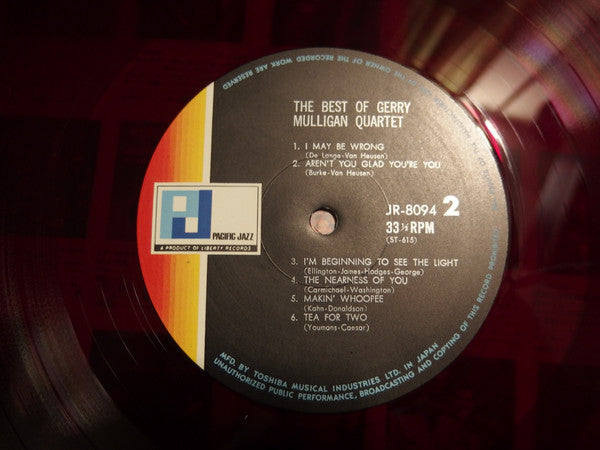 THE BEST OF GERRY
MULLIGAN QUARTET
1. I MAY BE WRONG
(De Lange-Van Heusen)
2. AREN'T YOU GLAD YOU'RE YOU
(Burke-Van Heusen)
JR-8094 2
33 ⅓ RPM
(ST-615)
PJ
PACIFIC JAZZ
A PRODUCT OF LIBERTY RECORDS
3. I'M BEGINNING TO SEE THE LIGHT
(Ellington-James-Hodges-George)
4. THE NEARNESS OF YOU
(Carmichael-Washington)
5. MAKIN' WHOOPEE
(Kahn-Donaldson)
6. TEA FOR TWO
(Youmans-Caesar)
MFD. BY TOSHIBA MUSICAL INDUSTRIES LTD. IN JAPAN
UNAUTHORIZED PUBLIC PERFORMANCE, BROADCASTING AND COPYING OF THIS RECORD PROHIBITED
OF THE RECORDED WORK ARE RESERVED